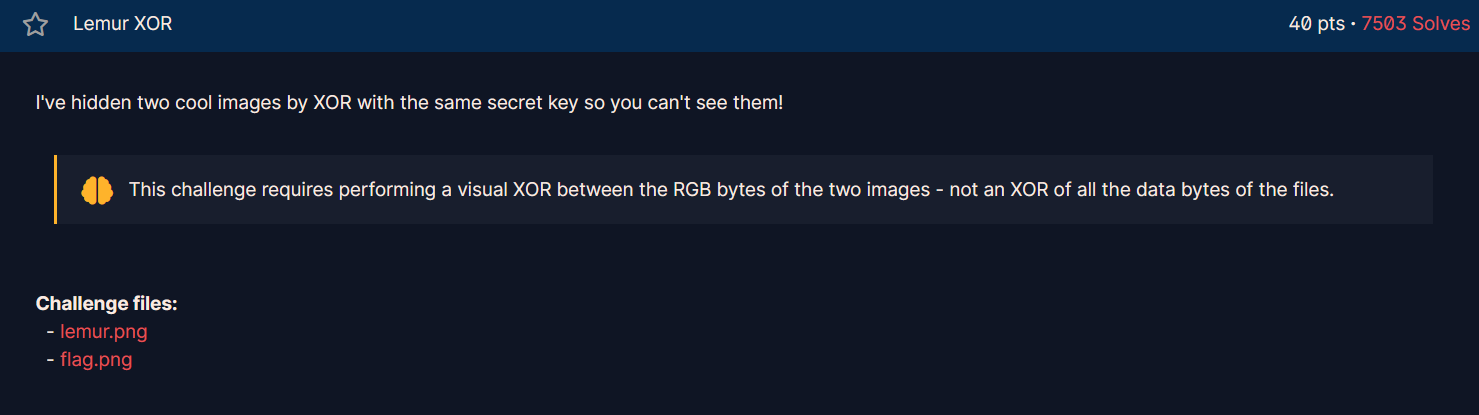 Lemur XOR
40 pts · 7503 Solves
I've hidden two cool images by XOR with the same secret key so you can't see them!
This challenge requires performing a visual XOR between the RGB bytes of the two images - not an XOR of all the data bytes of the files.
Challenge files:
- lemur.png
- flag.png